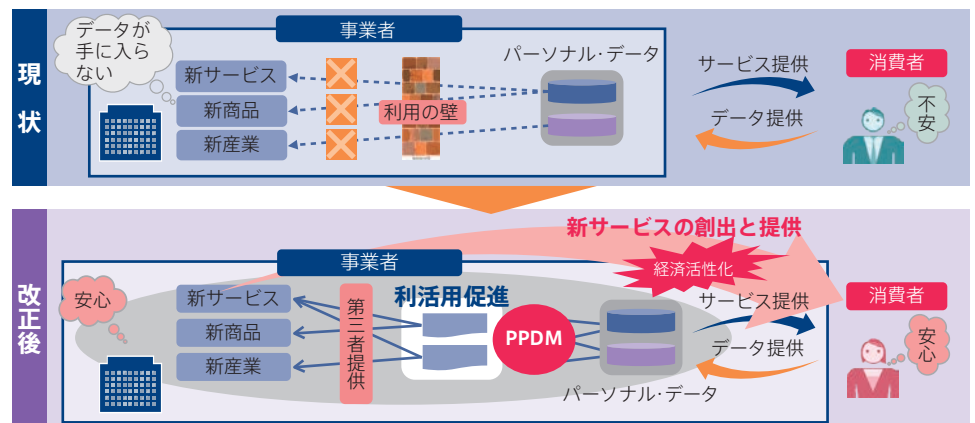 現状
データが
手に入らない
事業者
新サービス
新商品
新産業
利用の壁
パーソナル・データ
サービス提供
データ提供
消費者
不安
改正後
新サービスの創出と提供
経済活性化
事業者
安心
新サービス
新商品
新産業
第三者提供
利活用促進
PPDM
パーソナル・データ
サービス提供
データ提供
消費者
安心